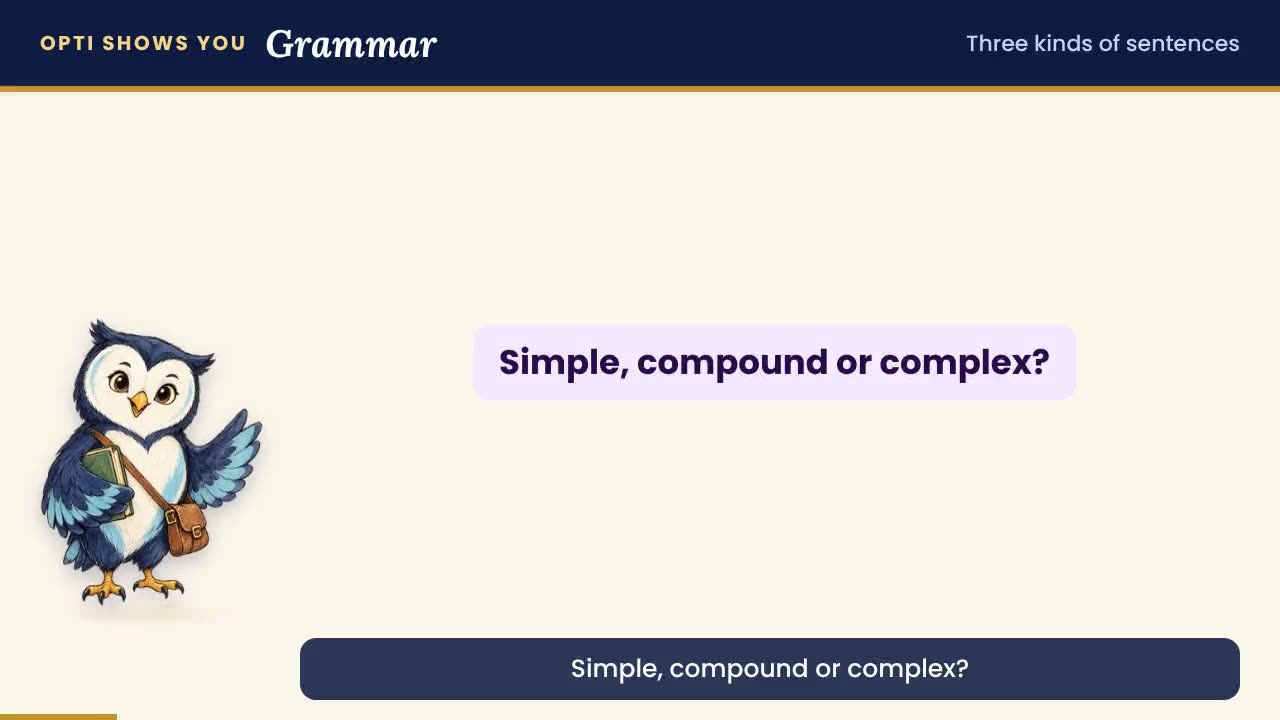 OPTI SHOWS YOU Grammar
Three kinds of sentences
Simple, compound or complex?
Simple, compound or complex?